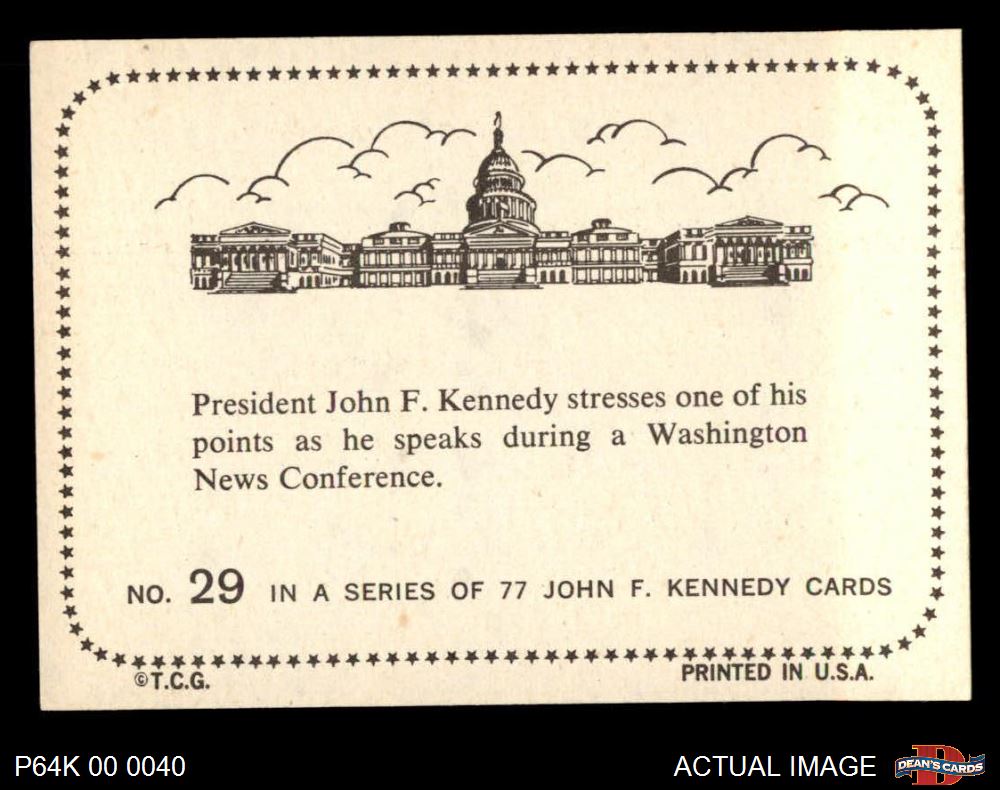 President John F. Kennedy stresses one of his
points as he speaks during a Washington
News Conference.
NO. 29 IN A SERIES OF 77 JOHN F. KENNEDY CARDS
©T.C.G.
PRINTED IN U.S.A.
P64K 00 0040
ACTUAL IMAGE
D
DEAN'S CARDS